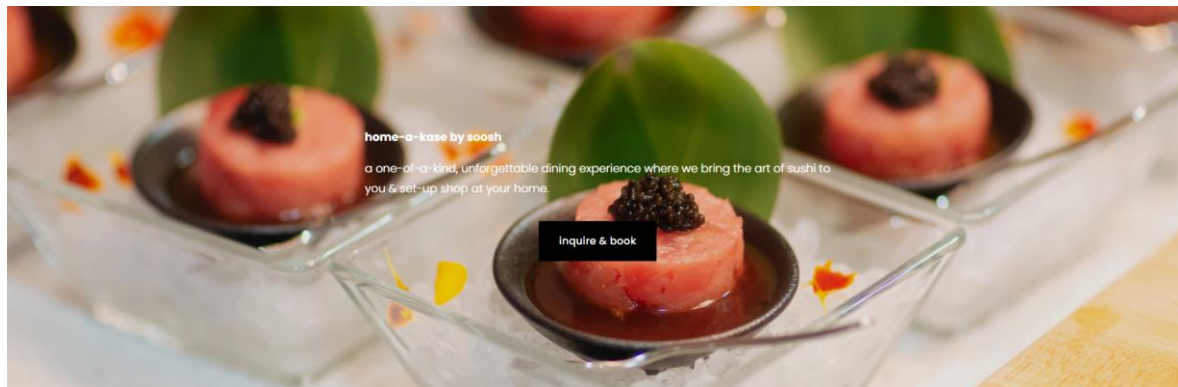 home-a-kase by soosh
a one-of-a-kind, unforgettable dining experience where we bring the art of sushi to
you & set-up shop at your home.
inquire & book